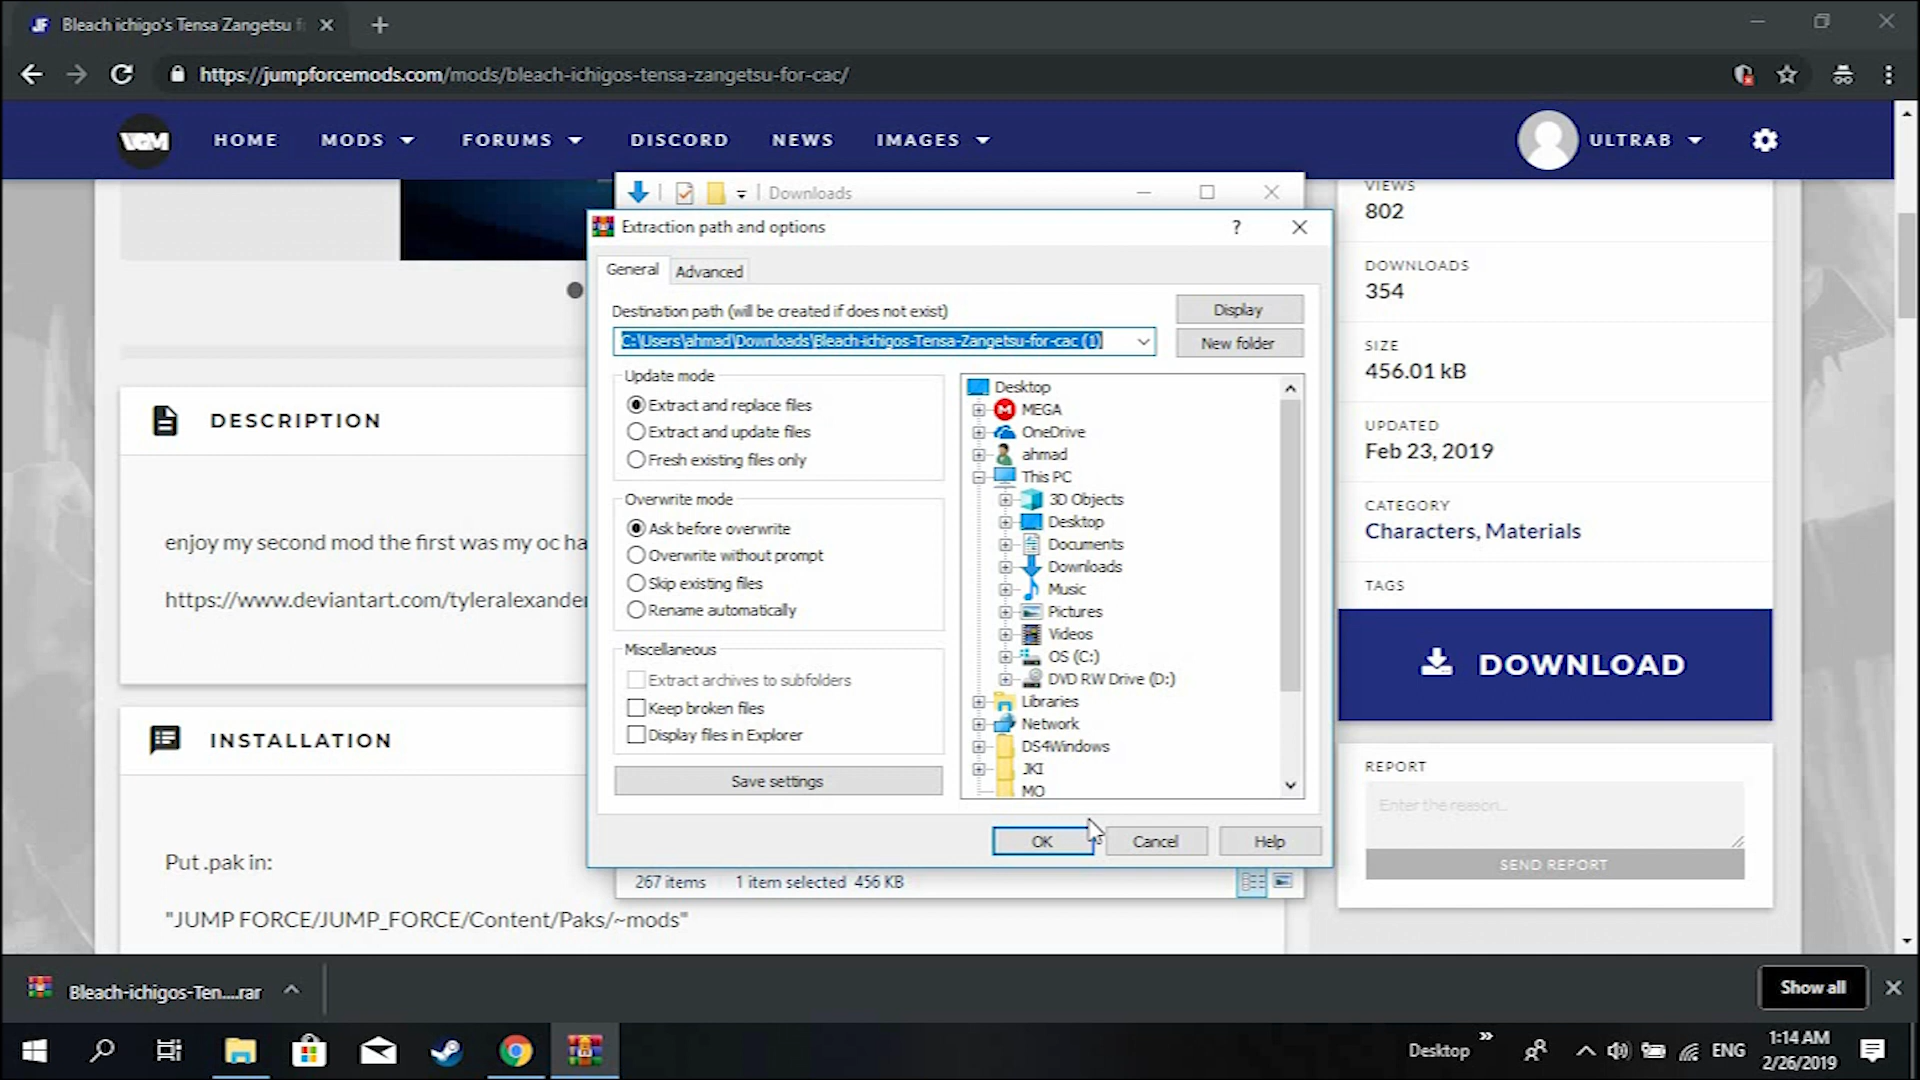 Bleach ichigo's Tensa Zangetsu f
https://jumpforcemods.com/mods/bleach-ichigos-tensa-zangetsu-for-cac/
VGM
HOME
MODS
FORUMS
DISCORD
NEWS
IMAGES
ULTRAB
Downloads
Extraction path and options
?
General
Advanced
Destination path (will be created if does not exist)
Display
C:\Users\ahmad\Downloads\Bleach-ichigos-Tensa-Zangetsu-for-cac (1)
New folder
Update mode
Extract and replace files
Extract and update files
Fresh existing files only
Overwrite mode
Ask before overwrite
Overwrite without prompt
Skip existing files
Rename automatically
Miscellaneous
Extract archives to subfolders
Keep broken files
Display files in Explorer
Save settings
Desktop
MEGA
OneDrive
ahmad
This PC
3D Objects
Desktop
Documents
Downloads
Music
Pictures
Videos
OS (C:)
DVD RW Drive (D:)
Libraries
Network
DS4Windows
JKI
MO
OK
Cancel
Help
267 items
1 item selected 456 KB
DESCRIPTION
enjoy my second mod the first was my oc ha
https://www.deviantart.com/tyleralexander
INSTALLATION
Put .pak in:
"JUMP FORCE/JUMP_FORCE/Content/Paks/~mods"
VIEWS
802
DOWNLOADS
354
SIZE
456.01 kB
UPDATED
Feb 23, 2019
CATEGORY
Characters, Materials
TAGS
DOWNLOAD
REPORT
Enter the reason...
SEND REPORT
Bleach-ichigos-Ten....rar
Show all
Desktop
ENG
1:14 AM
2/26/2019